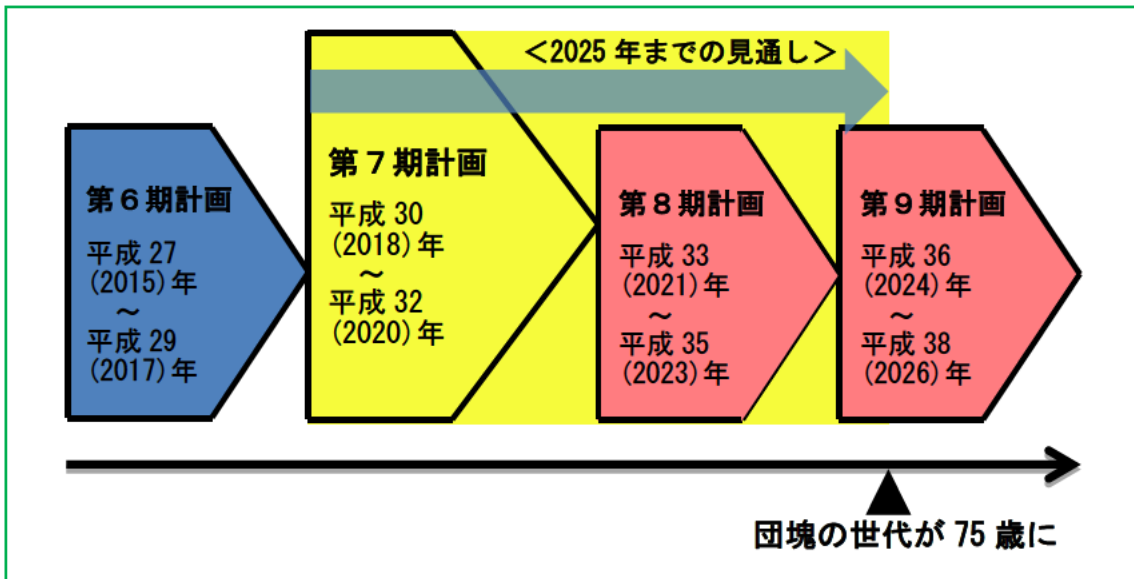 <2025 年までの見通し>
第6期計画
平成 27
(2015) 年
～
平成 29
(2017) 年
第7期計画
平成 30
(2018) 年
～
平成 32
(2020) 年
第8期計画
平成 33
(2021) 年
～
平成 35
(2023) 年
第9期計画
平成 36
(2024) 年
～
平成 38
(2026) 年
団塊の世代が 75 歳に